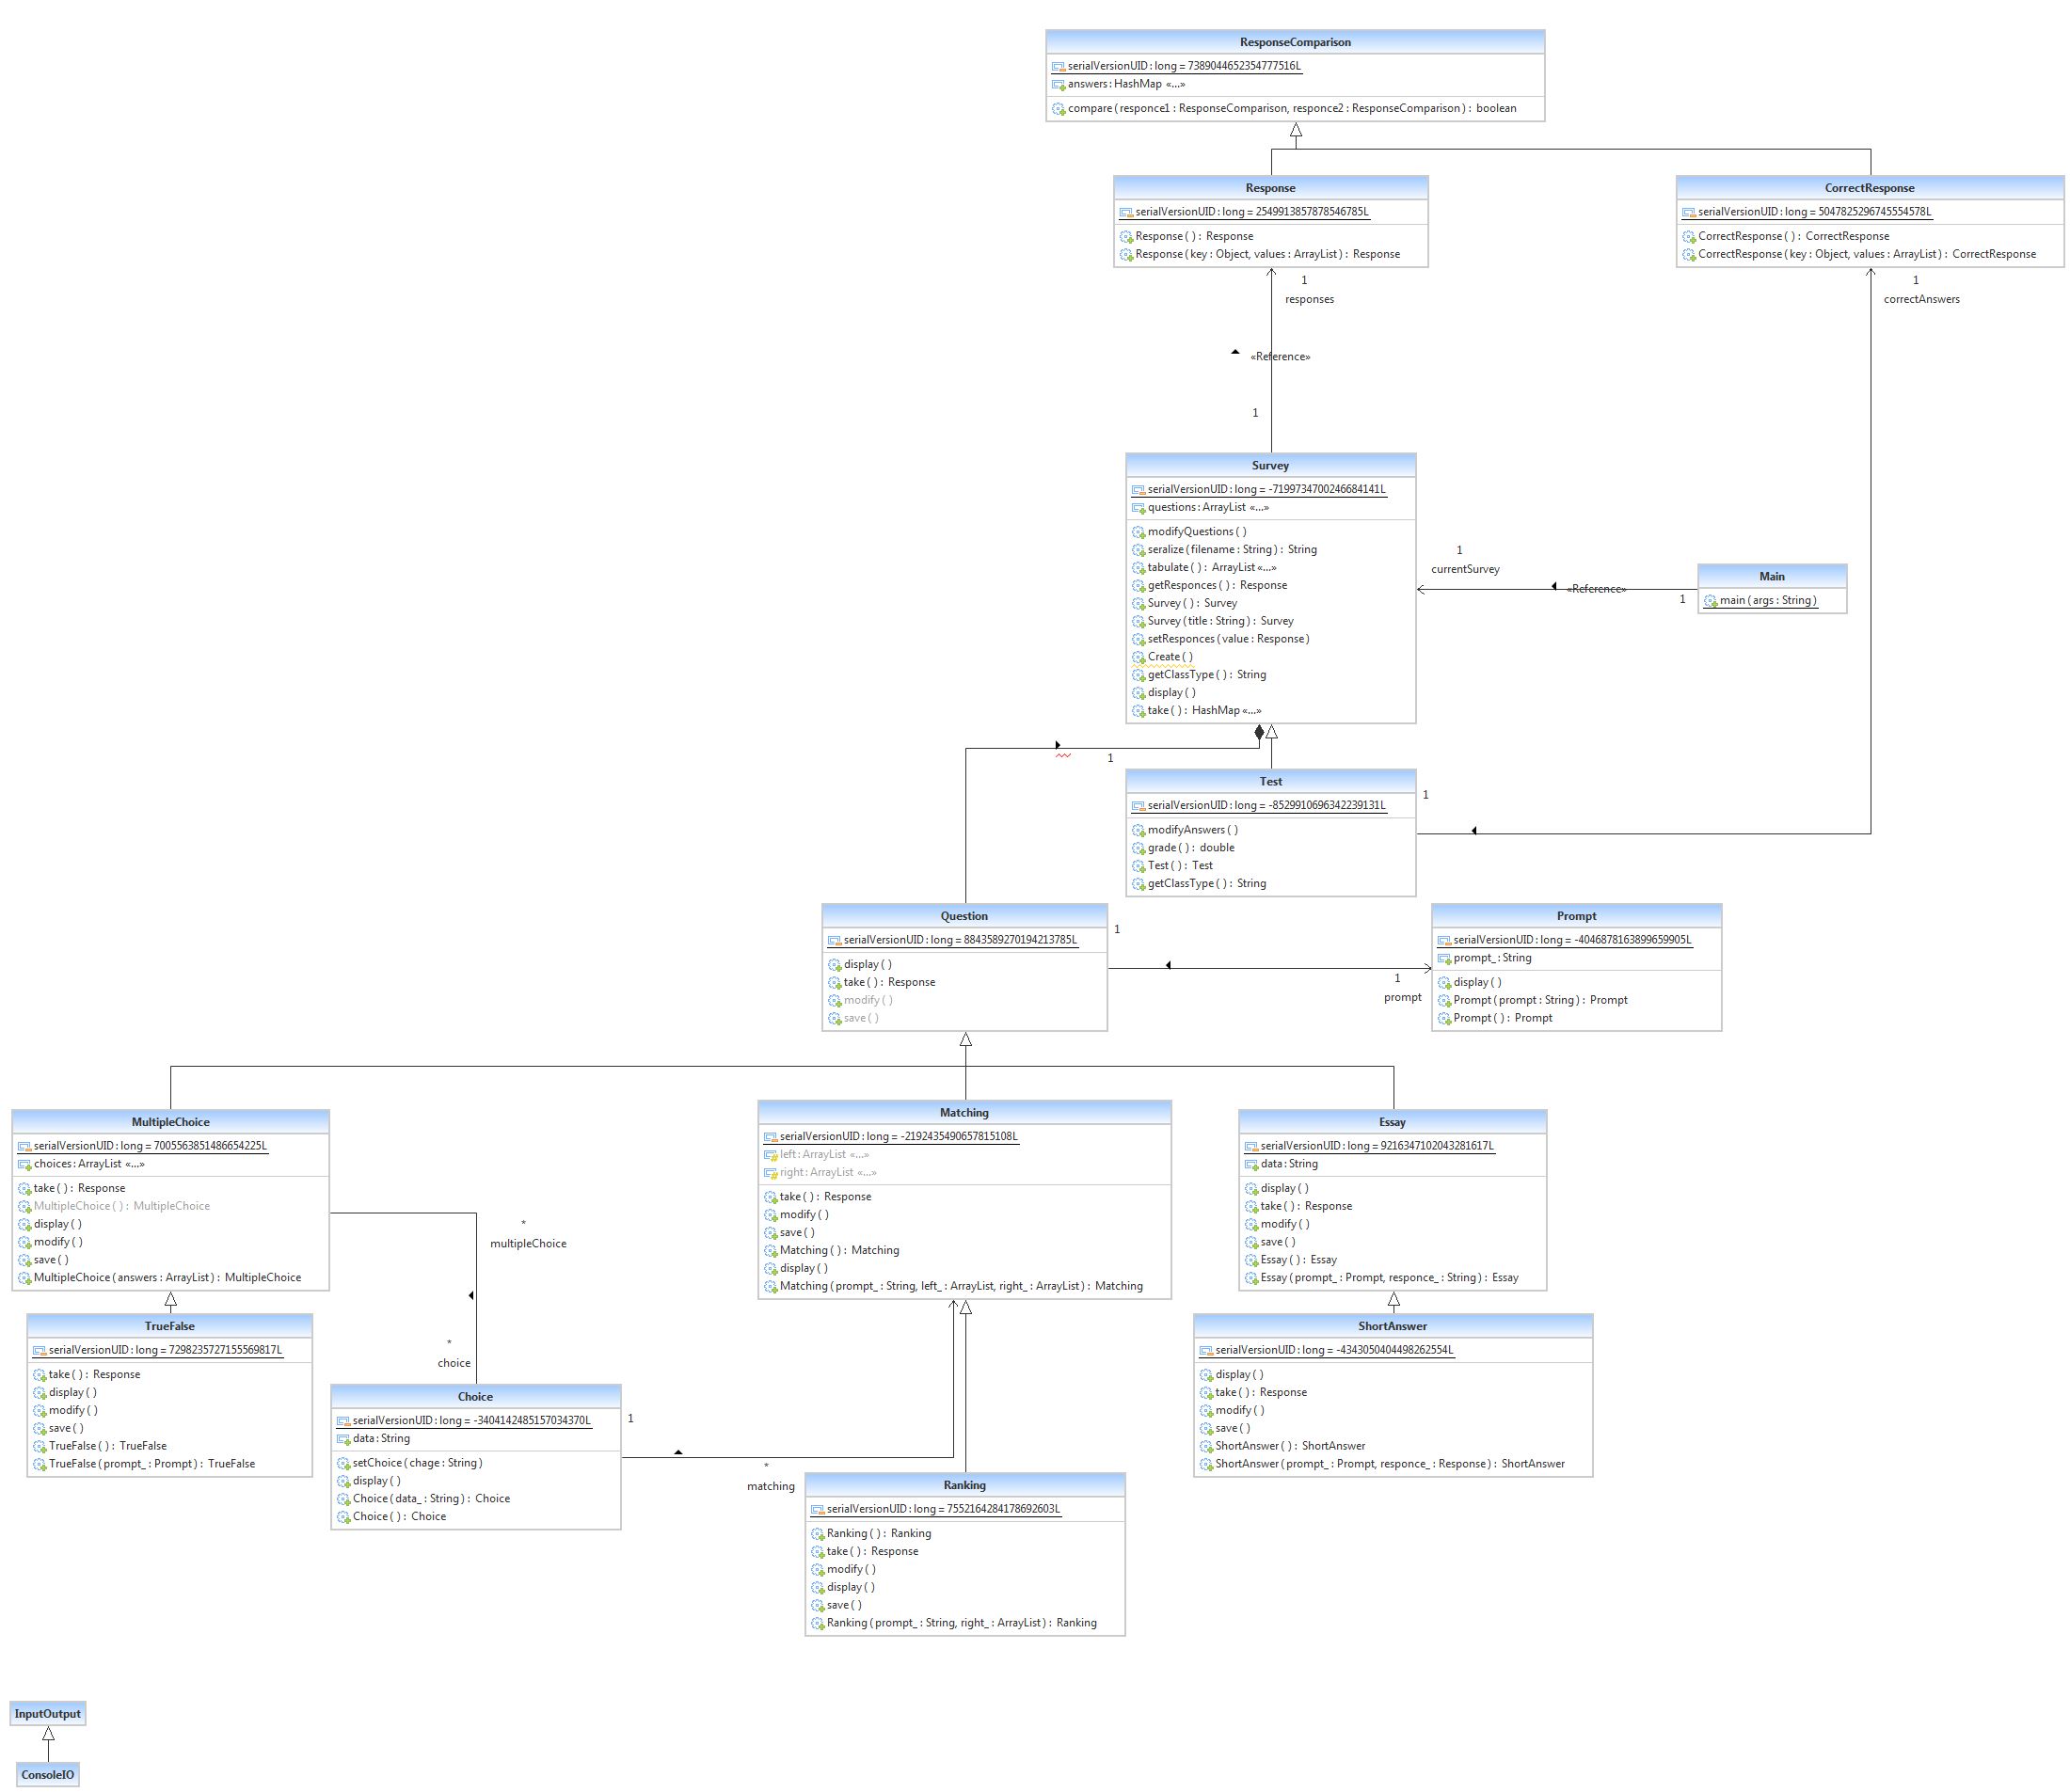 ResponseComparison
serialVersionUID : long = 7389044652354777516L
answers : HashMap «...»
compare ( responce1 : ResponseComparison, responce2 : ResponseComparison ) : boolean
Response
serialVersionUID : long = 2549913857878546785L
Response ( ) : Response
Response ( key : Object, values : ArrayList ) : Response
CorrectResponse
serialVersionUID : long = 5047825296745554578L
CorrectResponse ( ) : CorrectResponse
CorrectResponse ( key : Object, values : ArrayList ) : CorrectResponse
1
responses
1
correctAnswers
«Reference»
1
Survey
serialVersionUID : long = -7199734700246684141L
questions : ArrayList «...»
modifyQuestions ( )
seralize ( filename : String ) : String
tabulate ( ) : ArrayList «...»
getResponces ( ) : Response
Survey ( ) : Survey
Survey ( title : String ) : Survey
setResponces ( value : Response )
Create ( )
getClassType ( ) : String
display ( )
take ( ) : HashMap «...»
1
currentSurvey
«Reference»
1
Main
main ( args : String )
1
Test
serialVersionUID : long = -8529910696342239131L
modifyAnswers ( )
grade ( ) : double
Test ( ) : Test
getClassType ( ) : String
1
Question
serialVersionUID : long = 8843589270194213785L
display ( )
take ( ) : Response
modify ( )
save ( )
1
1
prompt
Prompt
serialVersionUID : long = -4046878163899659905L
prompt_ : String
display ( )
Prompt ( prompt : String ) : Prompt
Prompt ( ) : Prompt
MultipleChoice
serialVersionUID : long = 7005563851486654225L
choices : ArrayList «...»
take ( ) : Response
MultipleChoice ( ) : MultipleChoice
display ( )
modify ( )
save ( )
MultipleChoice ( answers : ArrayList ) : MultipleChoice
*
multipleChoice
*
choice
Matching
serialVersionUID : long = -2192435490657815108L
left : ArrayList «...»
right : ArrayList «...»
take ( ) : Response
modify ( )
save ( )
Matching ( ) : Matching
display ( )
Matching ( prompt_ : String, left_ : ArrayList, right_ : ArrayList ) : Matching
Essay
serialVersionUID : long = 9216347102043281617L
data : String
display ( )
take ( ) : Response
modify ( )
save ( )
Essay ( ) : Essay
Essay ( prompt_ : Prompt, responce_ : String ) : Essay
TrueFalse
serialVersionUID : long = 7298235727155569817L
take ( ) : Response
display ( )
modify ( )
save ( )
TrueFalse ( ) : TrueFalse
TrueFalse ( prompt_ : Prompt ) : TrueFalse
Choice
serialVersionUID : long = -3404142485157034370L
data : String
setChoice ( chage : String )
display ( )
Choice ( data_ : String ) : Choice
Choice ( ) : Choice
1
*
matching
ShortAnswer
serialVersionUID : long = -4343050404498262554L
display ( )
take ( ) : Response
modify ( )
save ( )
ShortAnswer ( ) : ShortAnswer
ShortAnswer ( prompt_ : Prompt, responce_ : Response ) : ShortAnswer
Ranking
serialVersionUID : long = 7552164284178692603L
Ranking ( ) : Ranking
take ( ) : Response
modify ( )
display ( )
save ( )
Ranking ( prompt_ : String, right_ : ArrayList ) : Ranking
InputOutput
ConsoleIO